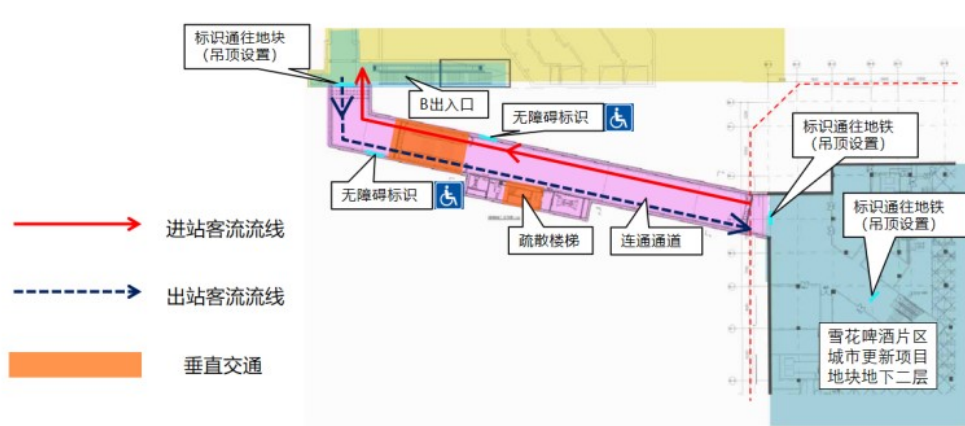 标识通往地块
（吊顶设置）
B出入口
无障碍标识
标识通往地铁
（吊顶设置）
无障碍标识
标识通往地铁
（吊顶设置）
进站客流流线
疏散楼梯
连通通道
出站客流流线
雪花啤酒片区
城市更新项目
地块地下二层
垂直交通